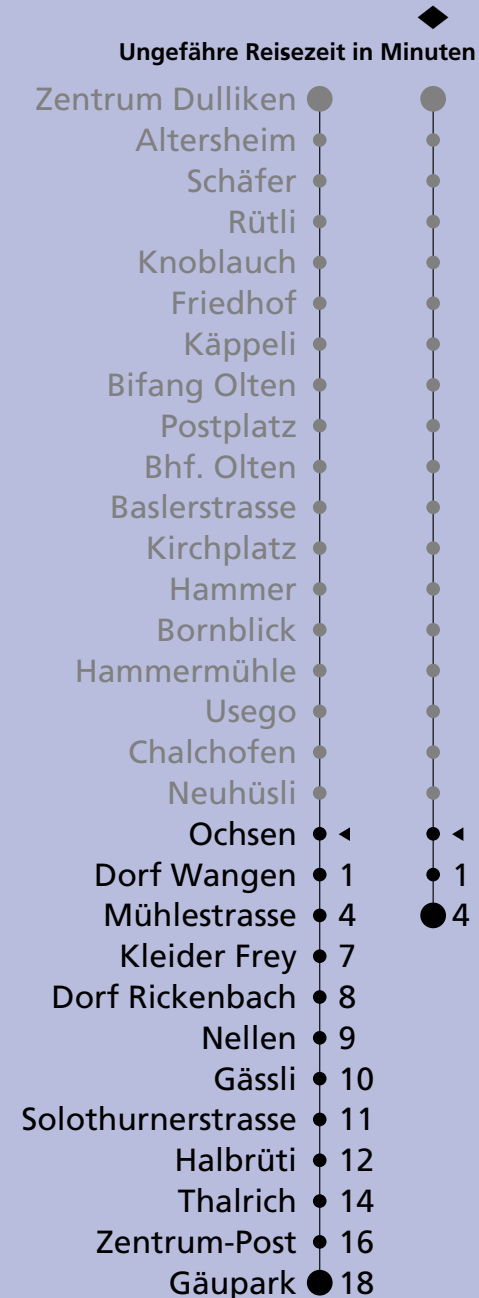 Ungefähre Reisezeit in Minuten
Zentrum Dulliken
Altersheim
Schäfer
Rütli
Knoblauch
Friedhof
Käppeli
Bifang Olten
Postplatz
Bhf. Olten
Baslerstrasse
Kirchplatz
Hammer
Bornblick
Hammermühle
Usego
Chalchofen
Neuhüsli
Ochsen
Dorf Wangen 1 1
Mühlestrasse 4 4
Kleider Frey 7
Dorf Rickenbach 8
Nellen 9
Gässli 10
Solothurnerstrasse 11
Halbrüti 12
Thalrich 14
Zentrum-Post 16
Gäupark 18